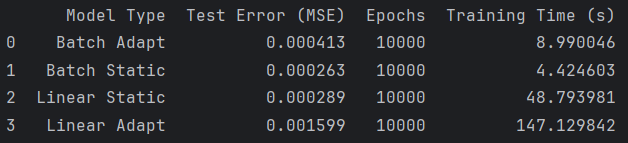 Model Type Test Error (MSE) Epochs Training Time (s)
0 Batch Adapt 0.000413 10000 8.990046
1 Batch Static 0.000263 10000 4.424603
2 Linear Static 0.000289 10000 48.793981
3 Linear Adapt 0.001599 10000 147.129842